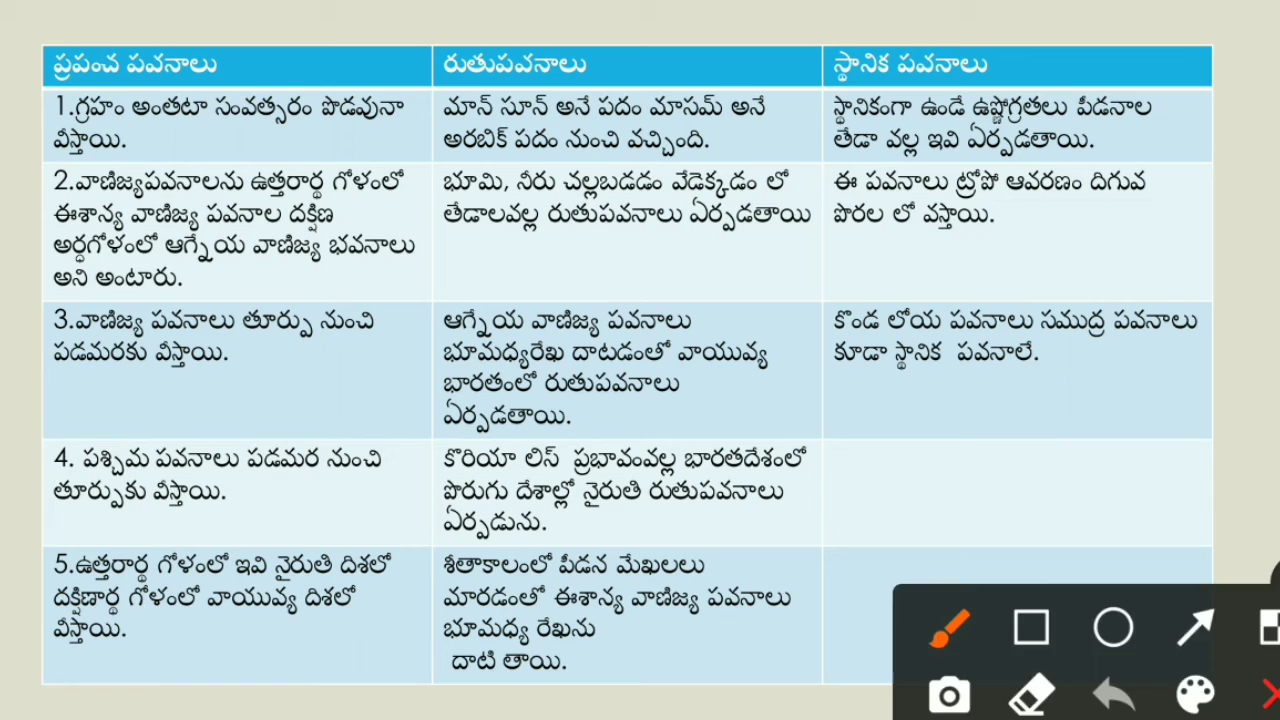 ప్రపంచ పవనాలు
రుతుపవనాలు
స్థానిక పవనాలు
1.గ్రహం అంతటా సంవత్సరం పొడవునా
వీస్తాయి.
మాన్ సూన్ అనే పదం మాసమ్ అనే
అరబిక్ పదం నుంచి వచ్చింది.
స్థానికంగా ఉండే ఉష్ణోగ్రతలు పీడనాల
తేడా వల్ల ఇవి ఏర్పడతాయి.
2.వాణిజ్యపవనాలను ఉత్తరార్థ గోళంలో
ఈశాన్య వాణిజ్య పవనాల దక్షిణ
అర్ధగోళంలో ఆగ్నేయ వాణిజ్య భవనాలు
అని అంటారు.
భూమి, నీరు చల్లబడడం వేడెక్కడం లో
తేడాలవల్ల రుతుపవనాలు ఏర్పడతాయి
ఈ పవనాలు ట్రోపో ఆవరణం దిగువ
పొరల లో వస్తాయి.
3.వాణిజ్య పవనాలు తూర్పు నుంచి
పడమరకు వీస్తాయి.
ఆగ్నేయ వాణిజ్య పవనాలు
భూమధ్యరేఖ దాటడంతో వాయువ్య
భారతంలో రుతుపవనాలు
ఏర్పడతాయి.
కొండ లోయ పవనాలు సముద్ర పవనాలు
కూడా స్థానిక పవనాలే.
4. పశ్చిమ పవనాలు పడమర నుంచి
తూర్పుకు వీస్తాయి.
కొరియా లిస్ ప్రభావంవల్ల భారతదేశంలో
పొరుగు దేశాల్లో నైరుతి రుతుపవనాలు
ఏర్పడును.
5.ఉత్తరార్థ గోళంలో ఇవి నైరుతి దిశలో
దక్షిణార్థ గోళంలో వాయువ్య దిశలో
వీస్తాయి.
శీతాకాలంలో పీడన మేఖలలు
మారడంతో ఈశాన్య వాణిజ్య పవనాలు
భూమధ్య రేఖను
దాటి తాయి.